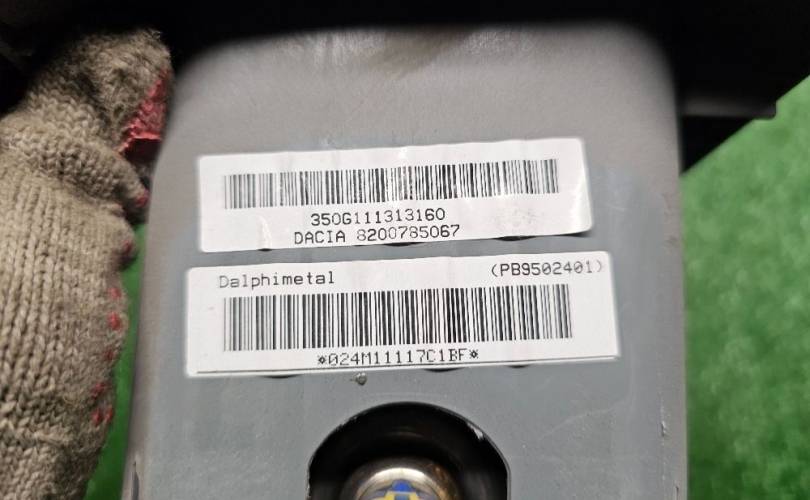 350G111313160
DACIA 8200785067
Dalphimetal (PB9502401)
*024M11117C1BF*